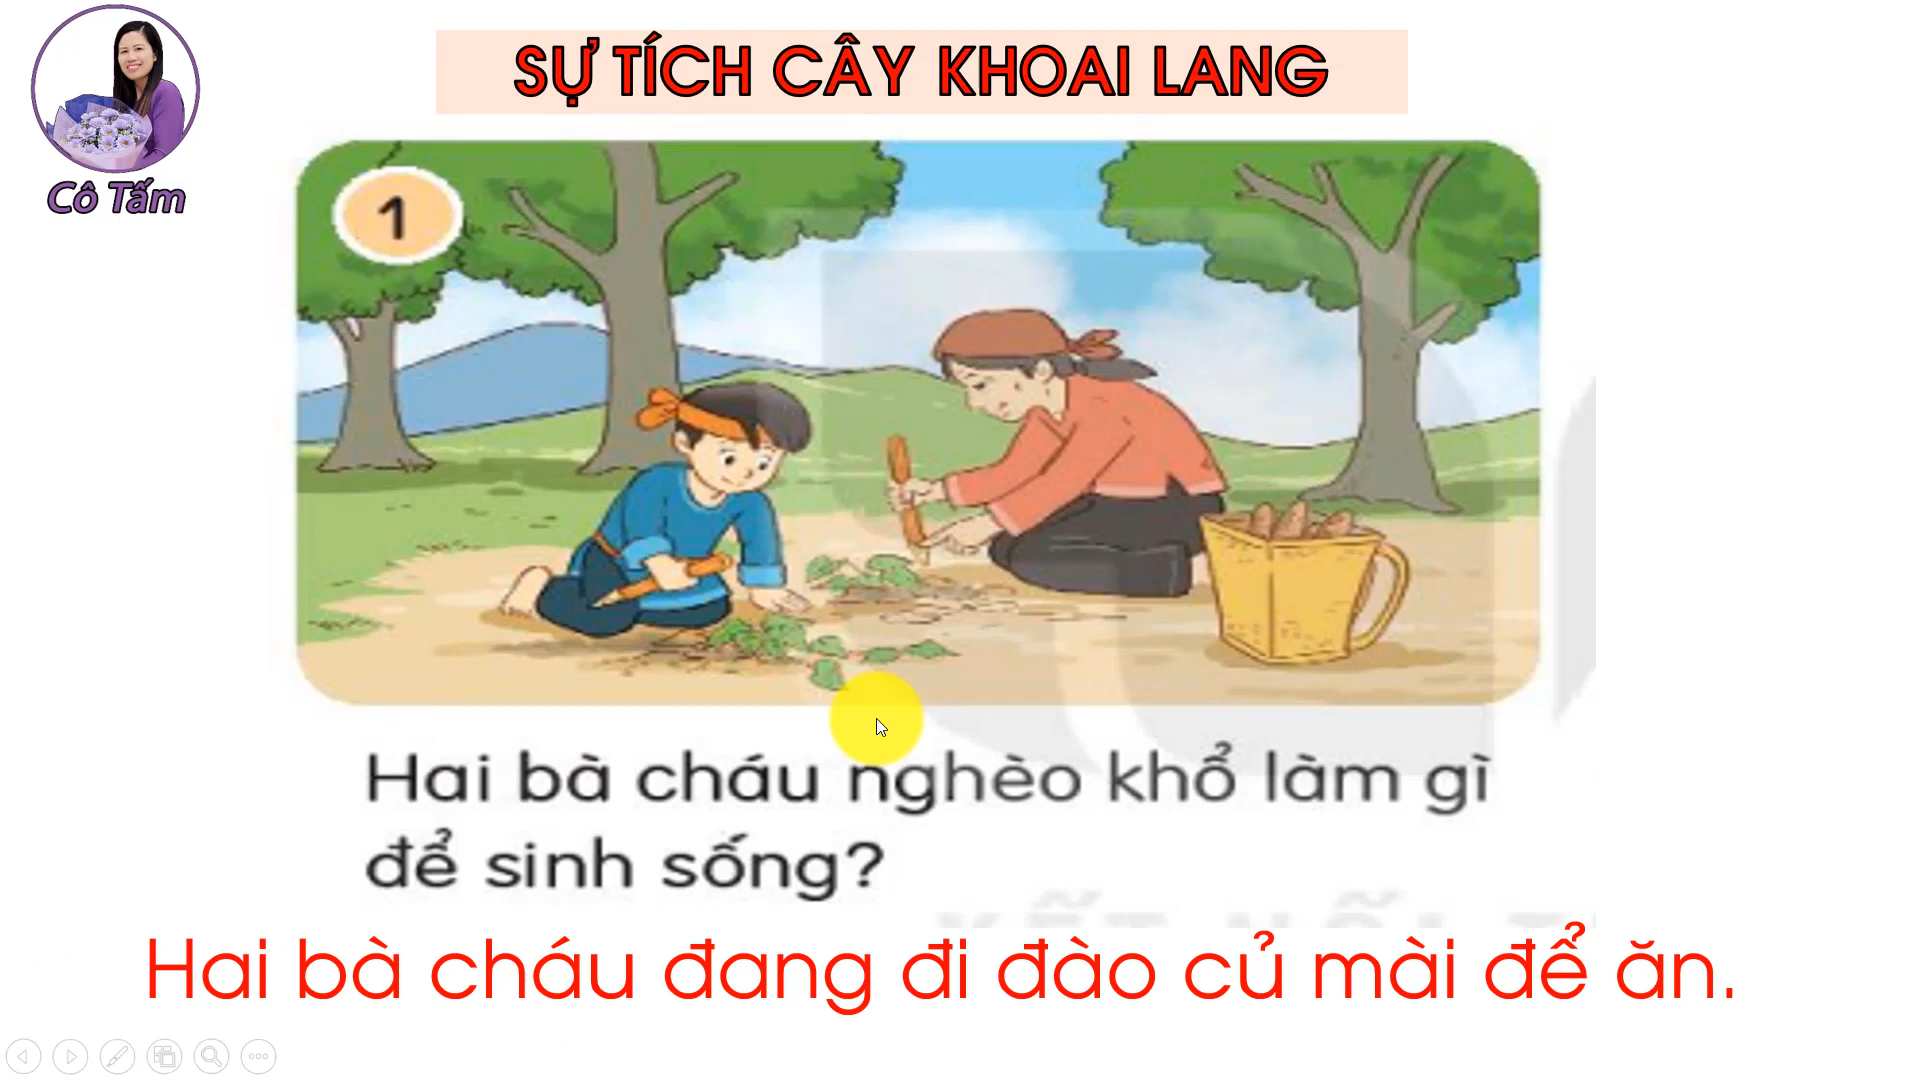 SỰ TÍCH CÂY KHOAI LANG
Cô Tấm
1
Hai bà cháu nghèo khổ làm gì
để sinh sống?
Hai bà cháu đang đi đào củ mài để ăn.